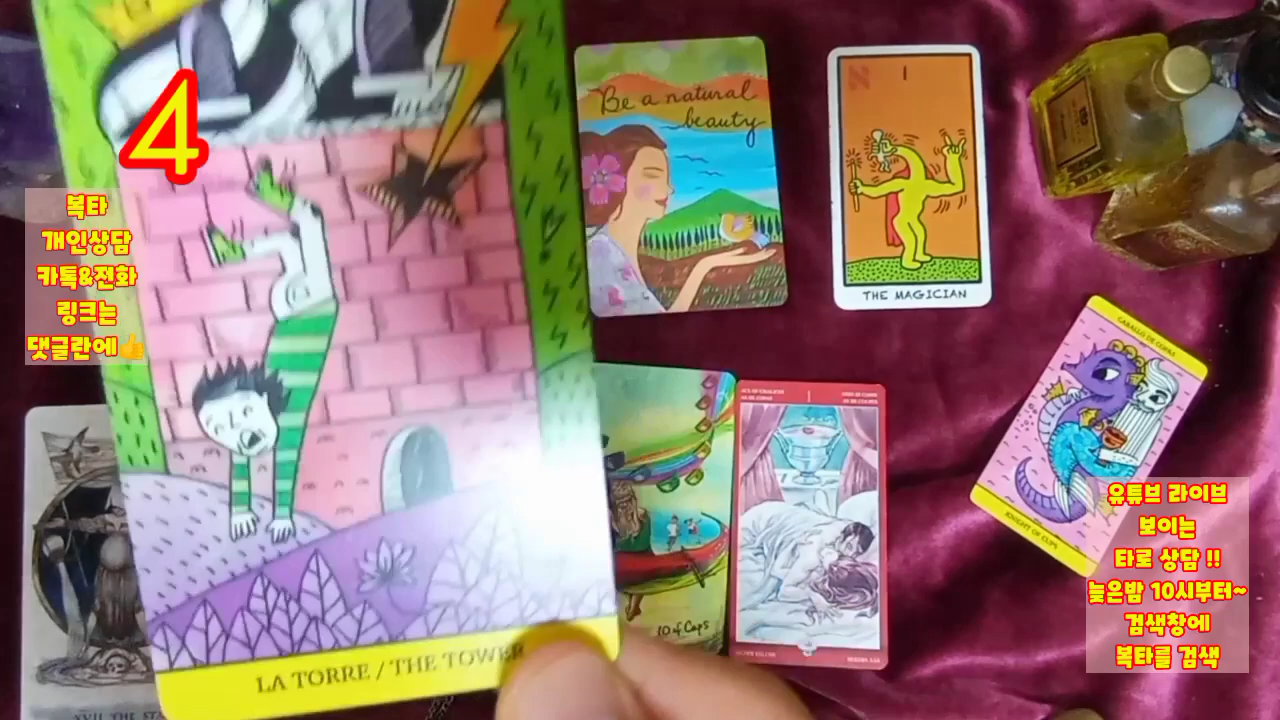 4
복타
개인상담
카톡&전화
링크는
댓글란에👍
LA TORRE / THE TOWER
Be a natural
beauty
I
THE MAGICIAN
CABALLO DE COPAS
KNIGHT OF CUPS
10 of Cups
XVII THE STA
유튜브 라이브
보이는
타로 상담 !!
늦은밤 10시부터~
검색창에
복타를 검색